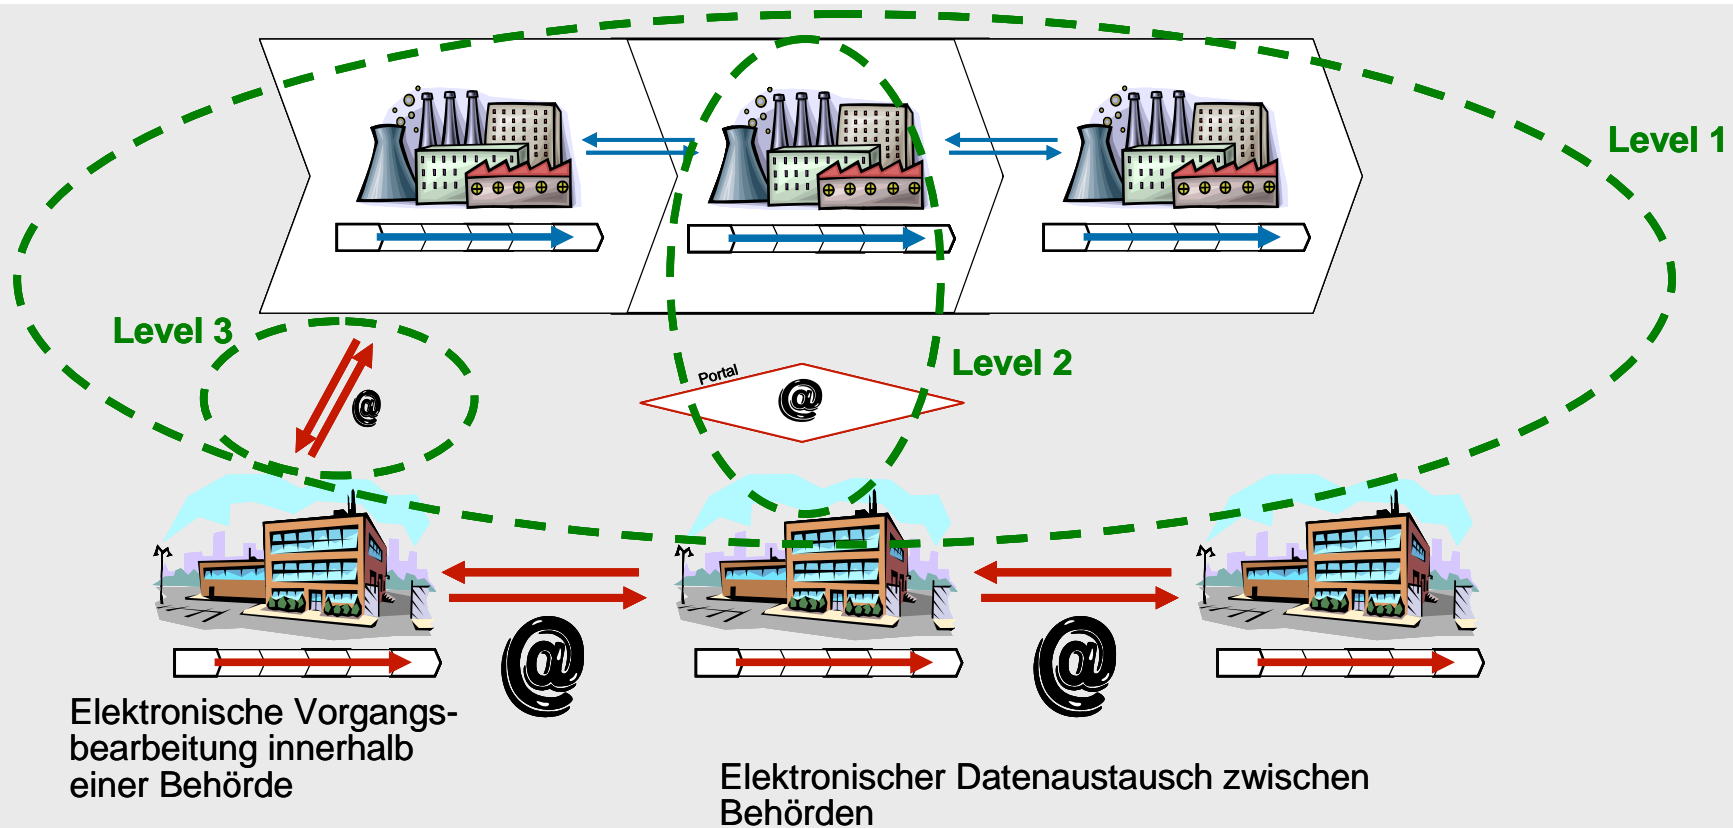 Level 1
Level 3
Level 2
Portal
@
@
@
@
Elektronische Vorgangs-
bearbeitung innerhalb
einer Behörde
Elektronischer Datenaustausch zwischen
Behörden